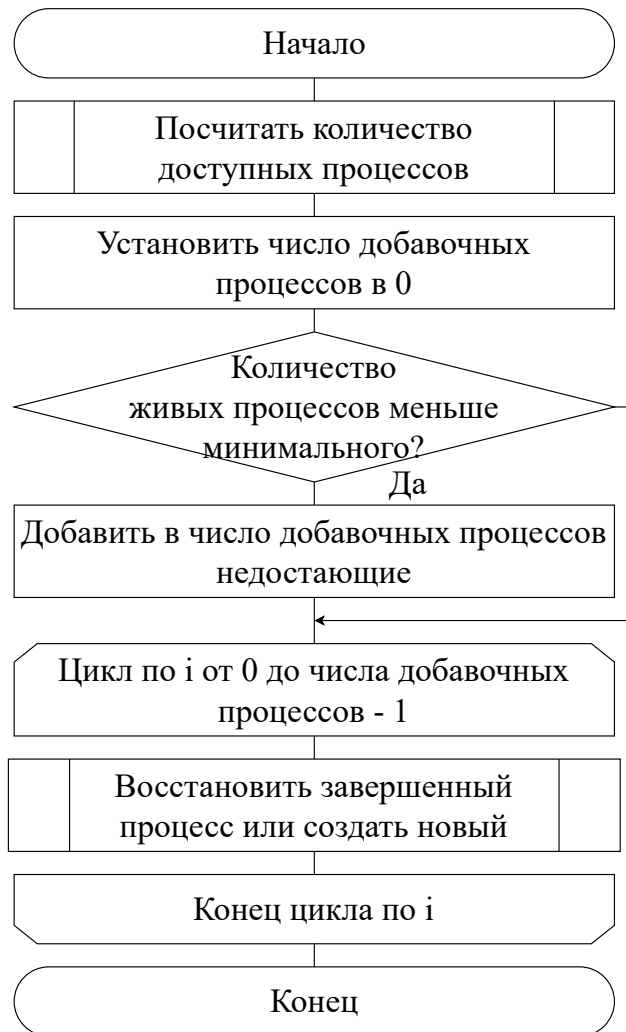 Начало
Посчитать количество
доступных процессов
Установить число добавочных
процессов в 0
Количество
живых процессов меньше
минимального?
Да
Добавить в число добавочных процессов
недостающие
Цикл по i от 0 до числа добавочных
процессов - 1
Восстановить завершенный
процесс или создать новый
Конец цикла по i
Конец